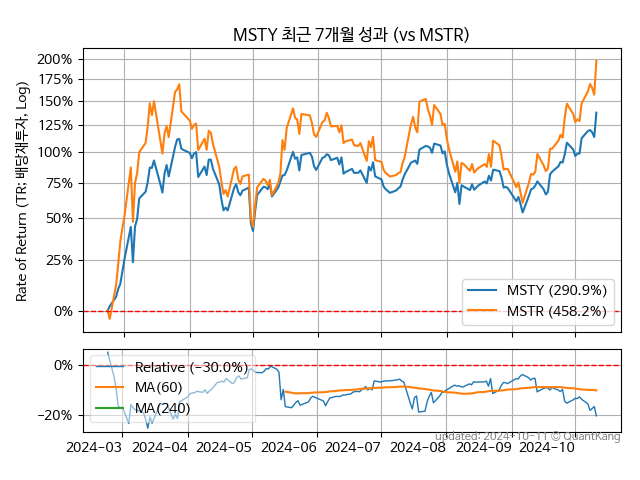 MSTY 최근 7개월 성과 (vs MSTR)
Rate of Return (TR: 배당재투자, Log)
200%
175%
150%
125%
100%
75%
50%
25%
0%
MSTY (290.9%)
MSTR (458.2%)
0%
−20%
Relative (−30.0%)
MA(60)
MA(240)
2024-03 2024-04 2024-05 2024-06 2024-07 2024-08 2024-09 2024-10
updated: 2024-10-11 © QuantKang